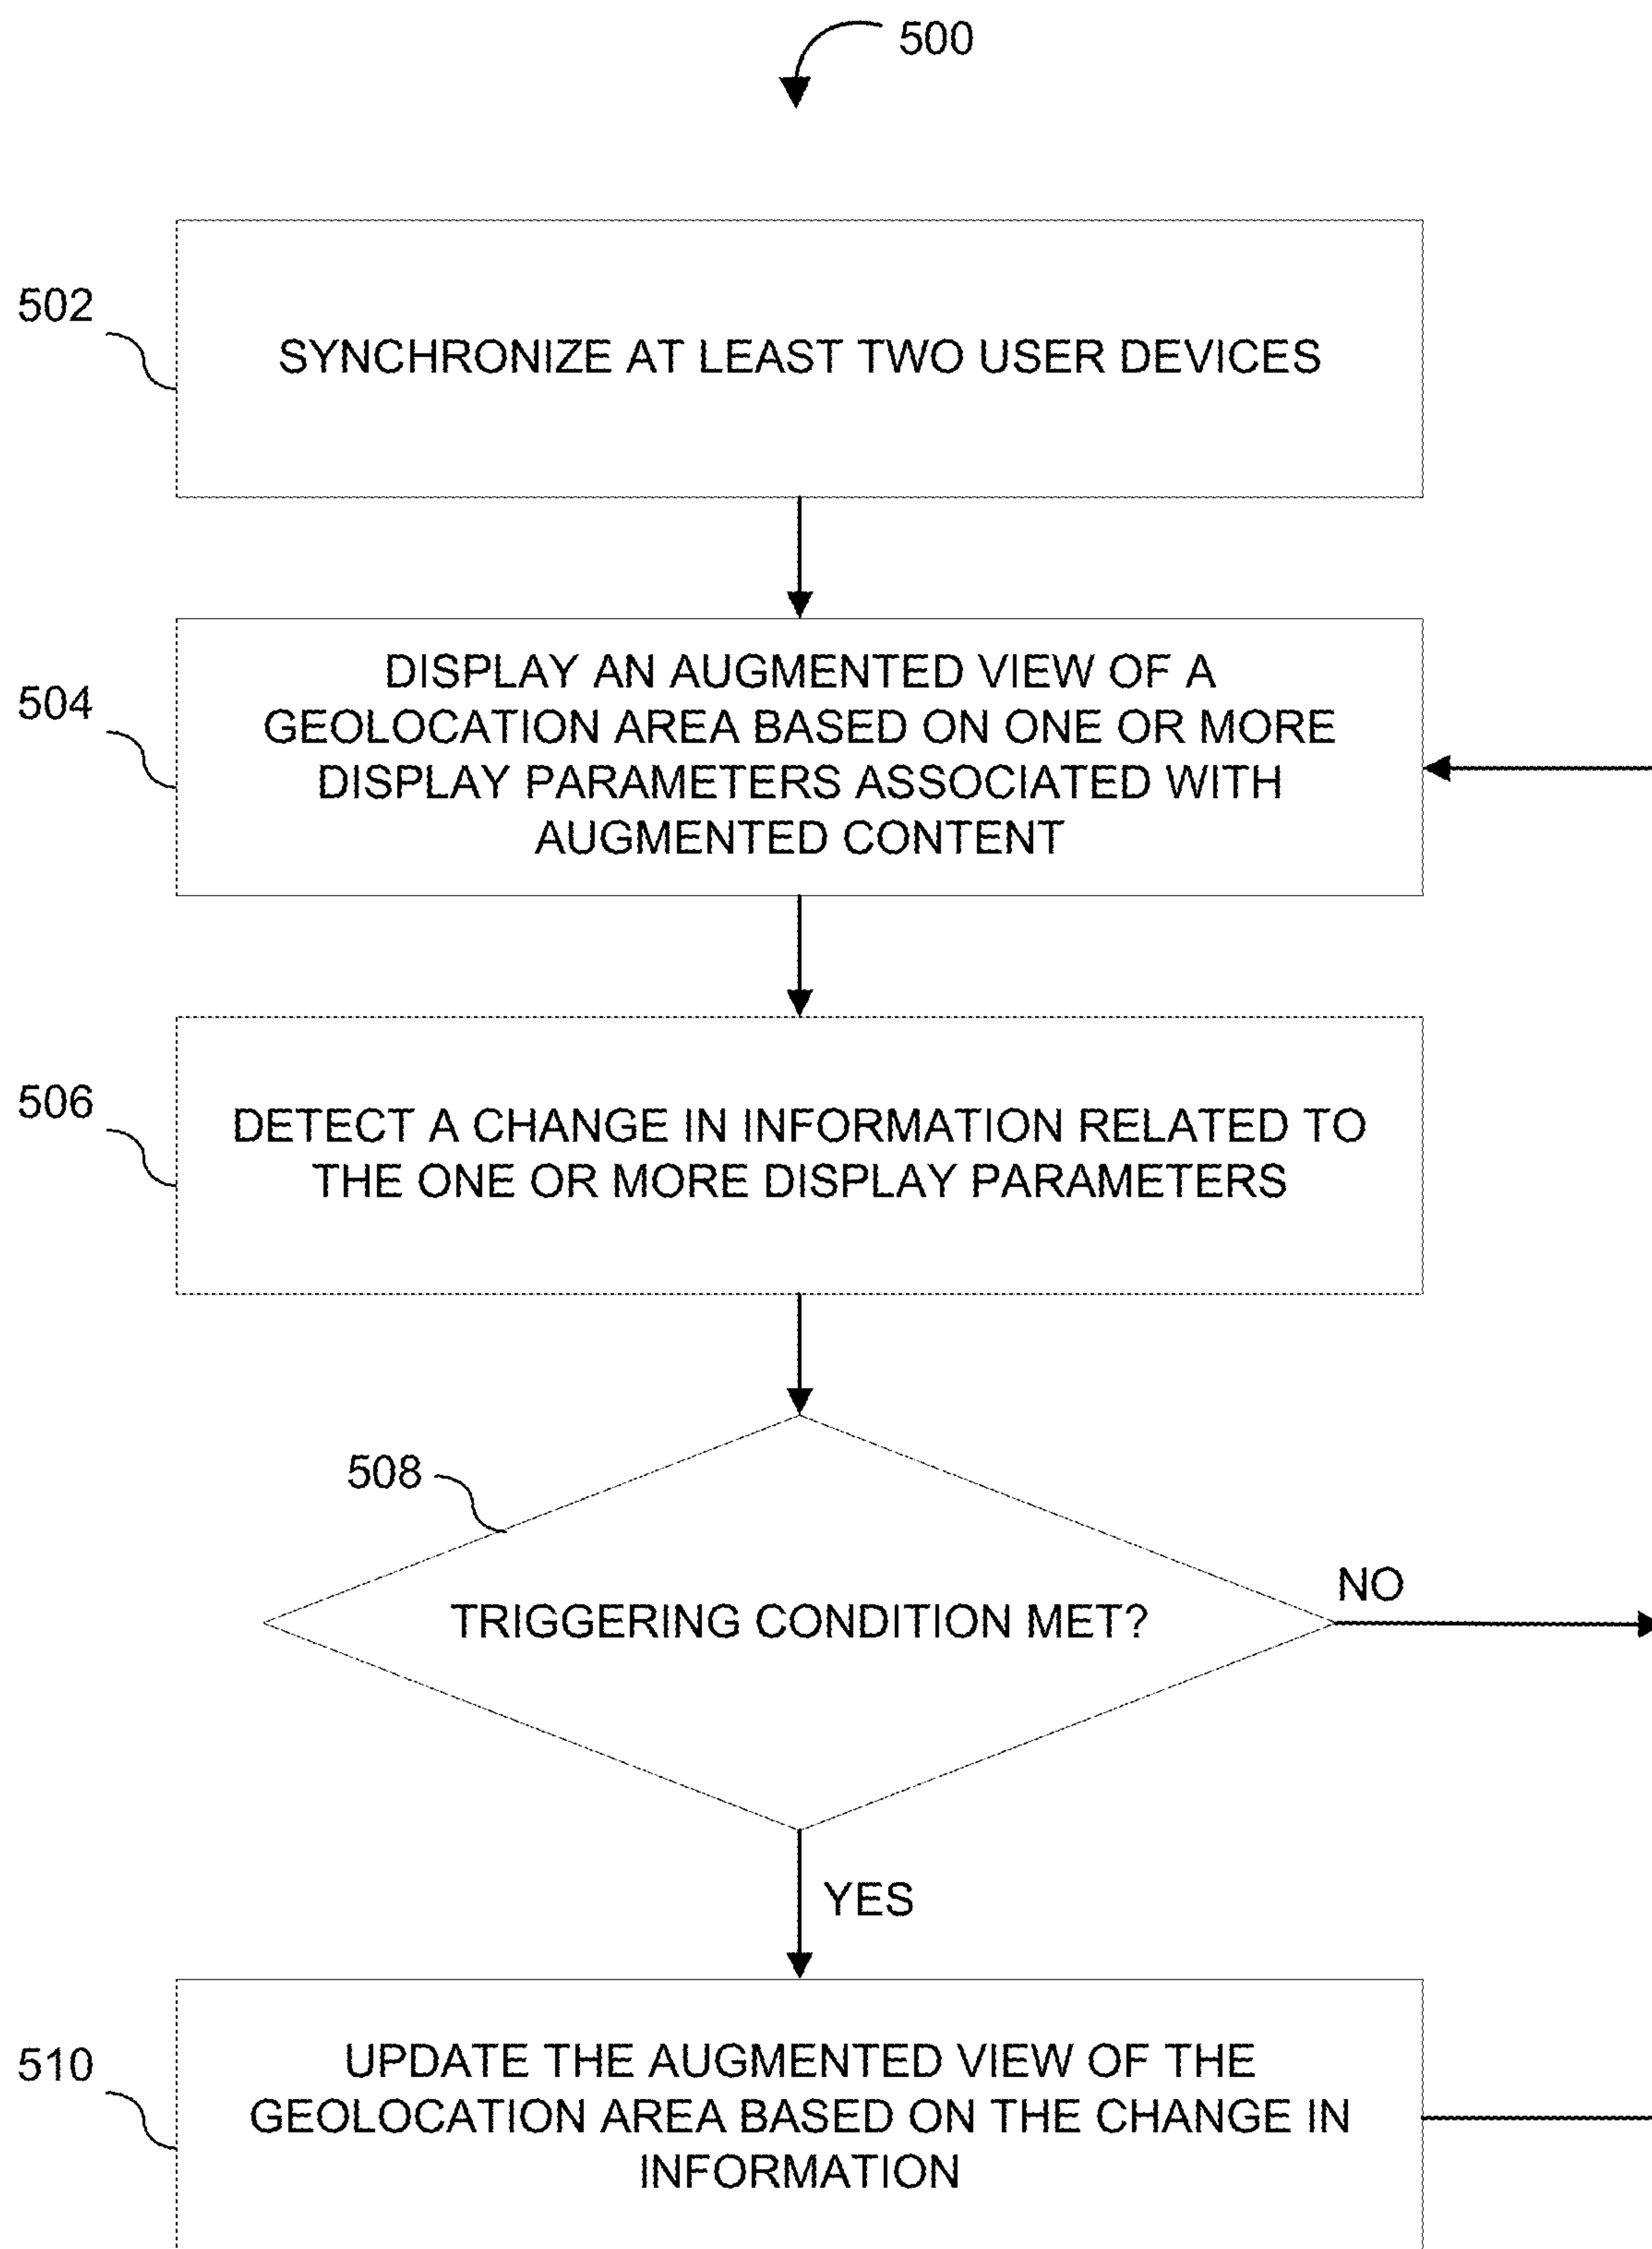 500
502
SYNCHRONIZE AT LEAST TWO USER DEVICES
504
DISPLAY AN AUGMENTED VIEW OF A
GEOLOCATION AREA BASED ON ONE OR MORE
DISPLAY PARAMETERS ASSOCIATED WITH
AUGMENTED CONTENT
506
DETECT A CHANGE IN INFORMATION RELATED TO
THE ONE OR MORE DISPLAY PARAMETERS
508
TRIGGERING CONDITION MET?
NO
YES
510
UPDATE THE AUGMENTED VIEW OF THE
GEOLOCATION AREA BASED ON THE CHANGE IN
INFORMATION